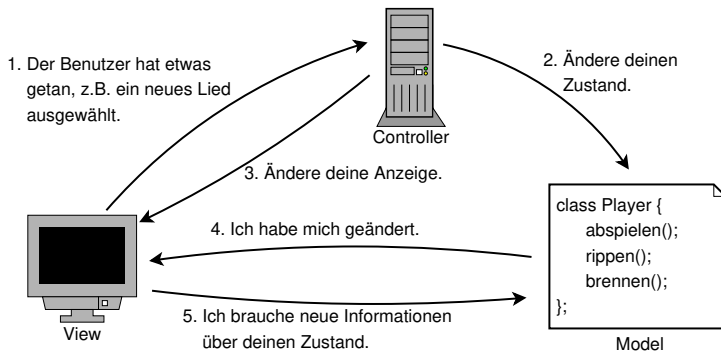 1. Der Benutzer hat etwas
getan, z.B. ein neues Lied
ausgewählt.
Controller
2. Ändere deinen
Zustand.
3. Ändere deine Anzeige.
class Player {
abspielen();
rippen();
brennen();
};
4. Ich habe mich geändert.
View
5. Ich brauche neue Informationen
über deinen Zustand.
Model